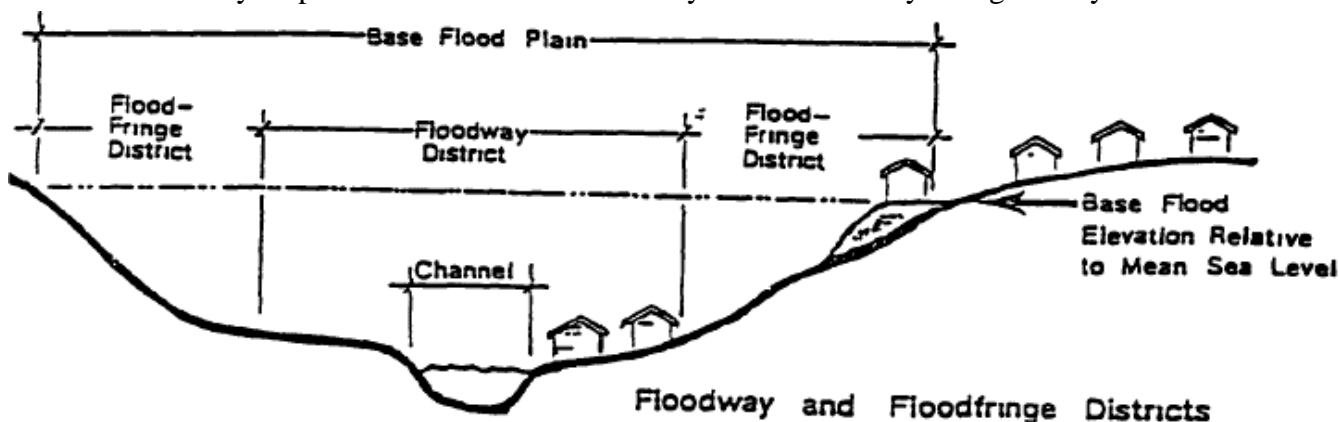 Base Flood Plain
Flood-
Fringe
District
Floodway
District
Flood-
Fringe
District
Base Flood
Elevation Relative
to Mean Sea Level
Channel
Floodway and Floodfringe Districts